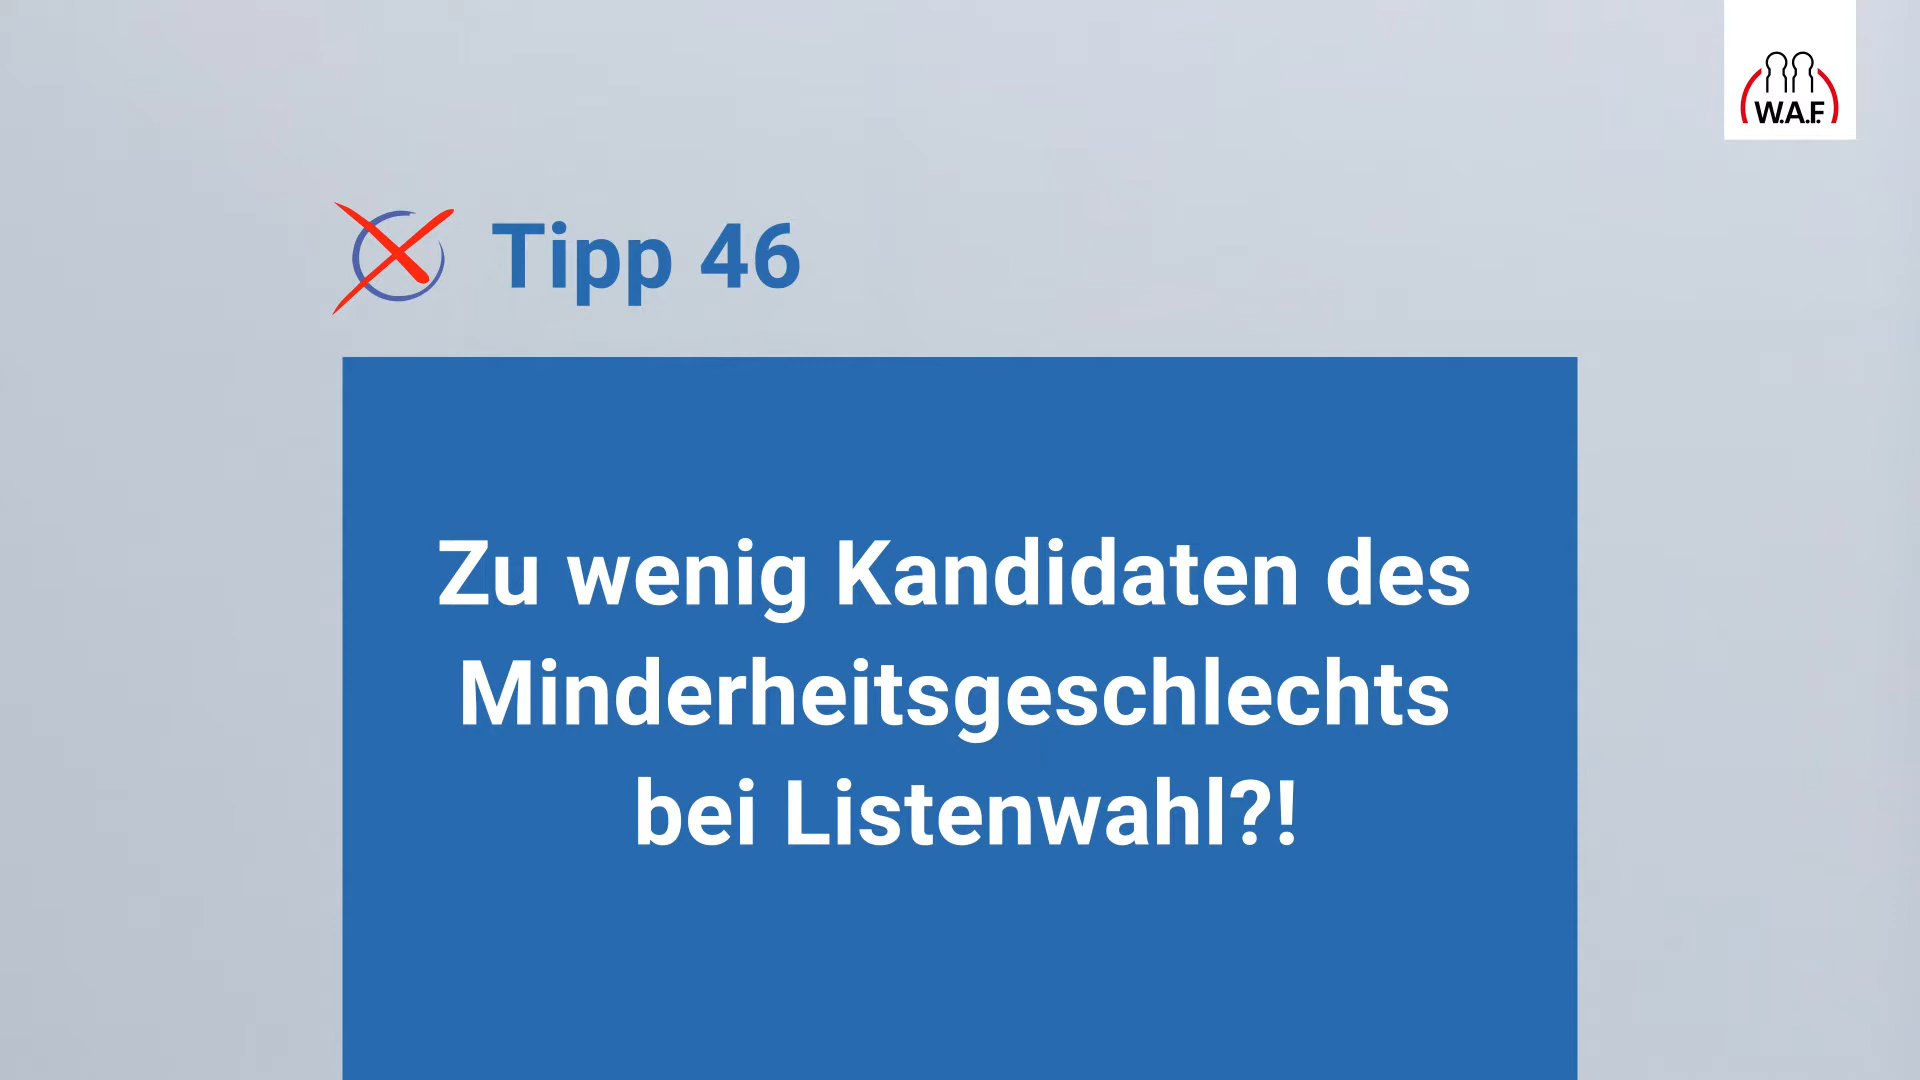 W.A.F.
Tipp 46
Zu wenig Kandidaten des
Minderheitsgeschlechts
bei Listenwahl?!